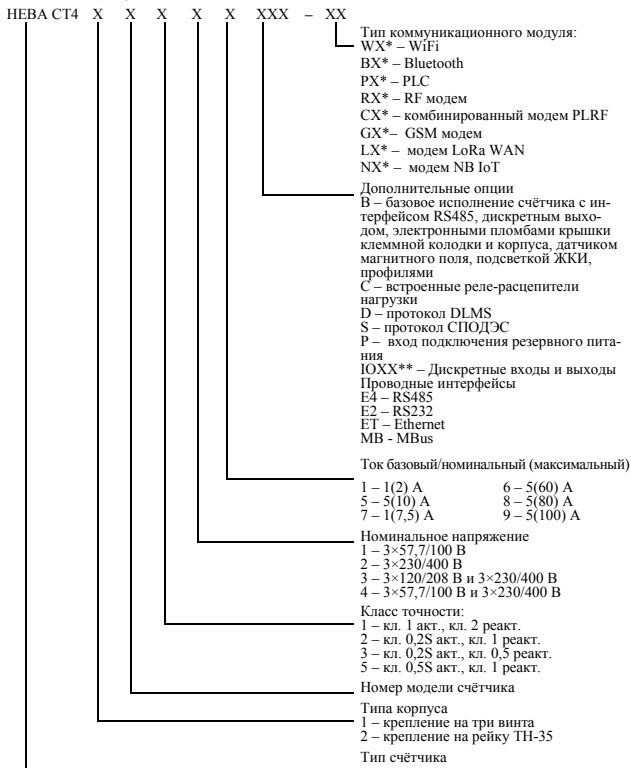 НЕВА СТ4 X X X X X XXX – XX
Тип коммуникационного модуля:
WX* – WiFi
BX* – Bluetooth
PX* – PLC
RX* – RF модем
CX* – комбинированный модем PLRF
GX*– GSM модем
LX* – модем LoRa WAN
NX* – модем NB IoT
Дополнительные опции
B – базовое исполнение счётчика с ин-
терфейсом RS485, дискретным выхо-
дом, электронными пломбами крышки
клеммной колодки и корпуса, датчиком
магнитного поля, подсветкой ЖКИ,
профилями
C – встроенные реле-расцепители
нагрузки
D – протокол DLMS
S – протокол СПОДЭС
P – вход подключения резервного пита-
ния
IOXX** – Дискретные входы и выходы
Проводные интерфейсы
E4 – RS485
E2 – RS232
ET – Ethernet
MB - MBus
Ток базовый/номинальный (максимальный)
1 – 1(2) А 6 – 5(60) А
5 – 5(10) А 8 – 5(80) А
7 – 1(7,5) А 9 – 5(100) А
Номинальное напряжение
1 – 3×57,7/100 В
2 – 3×230/400 В
3 – 3×120/208 В и 3×230/400 В
4 – 3×57,7/100 В и 3×230/400 В
Класс точности:
1 – кл. 1 акт., кл. 2 реакт.
2 – кл. 0,2S акт., кл. 1 реакт.
3 – кл. 0,2S акт., кл. 0,5 реакт.
5 – кл. 0,5S акт., кл. 1 реакт.
Номер модели счётчика
Типа корпуса
1 – крепление на три винта
2 – крепление на рейку ТН-35
Тип счётчика